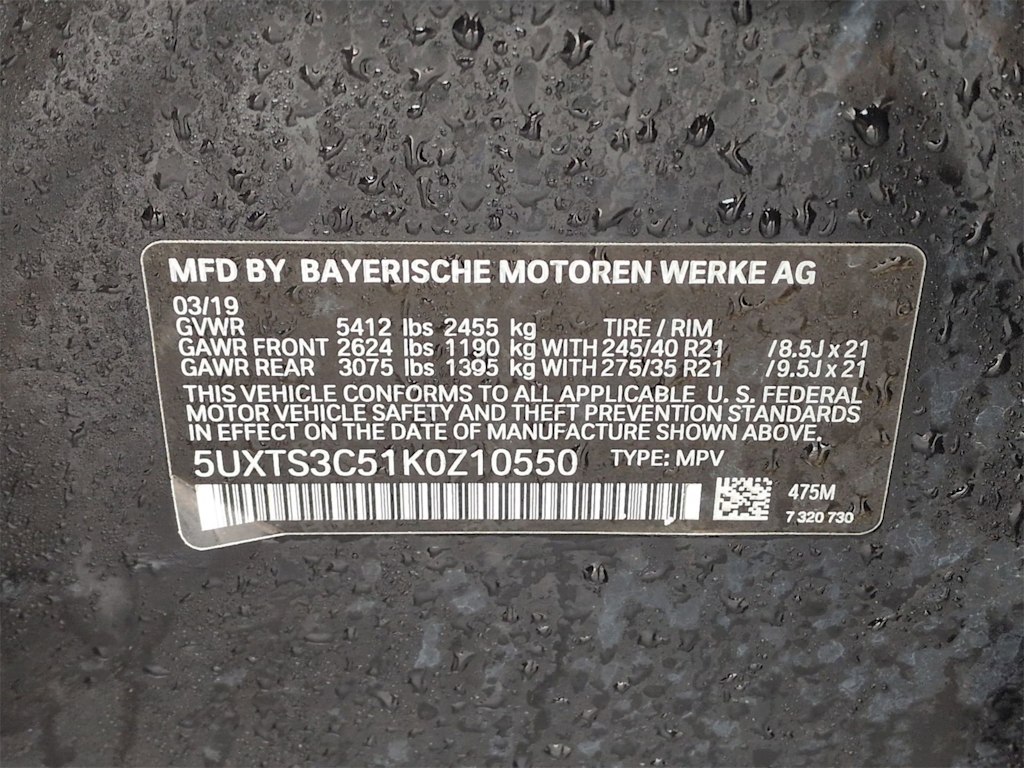 MFD BY BAYERISCHE MOTOREN WERKE AG
03/19
GVWR 5412 lbs 2455 kg TIRE / RIM
GAWR FRONT 2624 lbs 1190 kg WITH 245/40 R21 /8.5J x 21
GAWR REAR 3075 lbs 1395 kg WITH 275/35 R21 /9.5J x 21
THIS VEHICLE CONFORMS TO ALL APPLICABLE U. S. FEDERAL
MOTOR VEHICLE SAFETY AND THEFT PREVENTION STANDARDS
IN EFFECT ON THE DATE OF MANUFACTURE SHOWN ABOVE.
5UXTS3C51K0Z10550 TYPE: MPV
475M
7 320 730